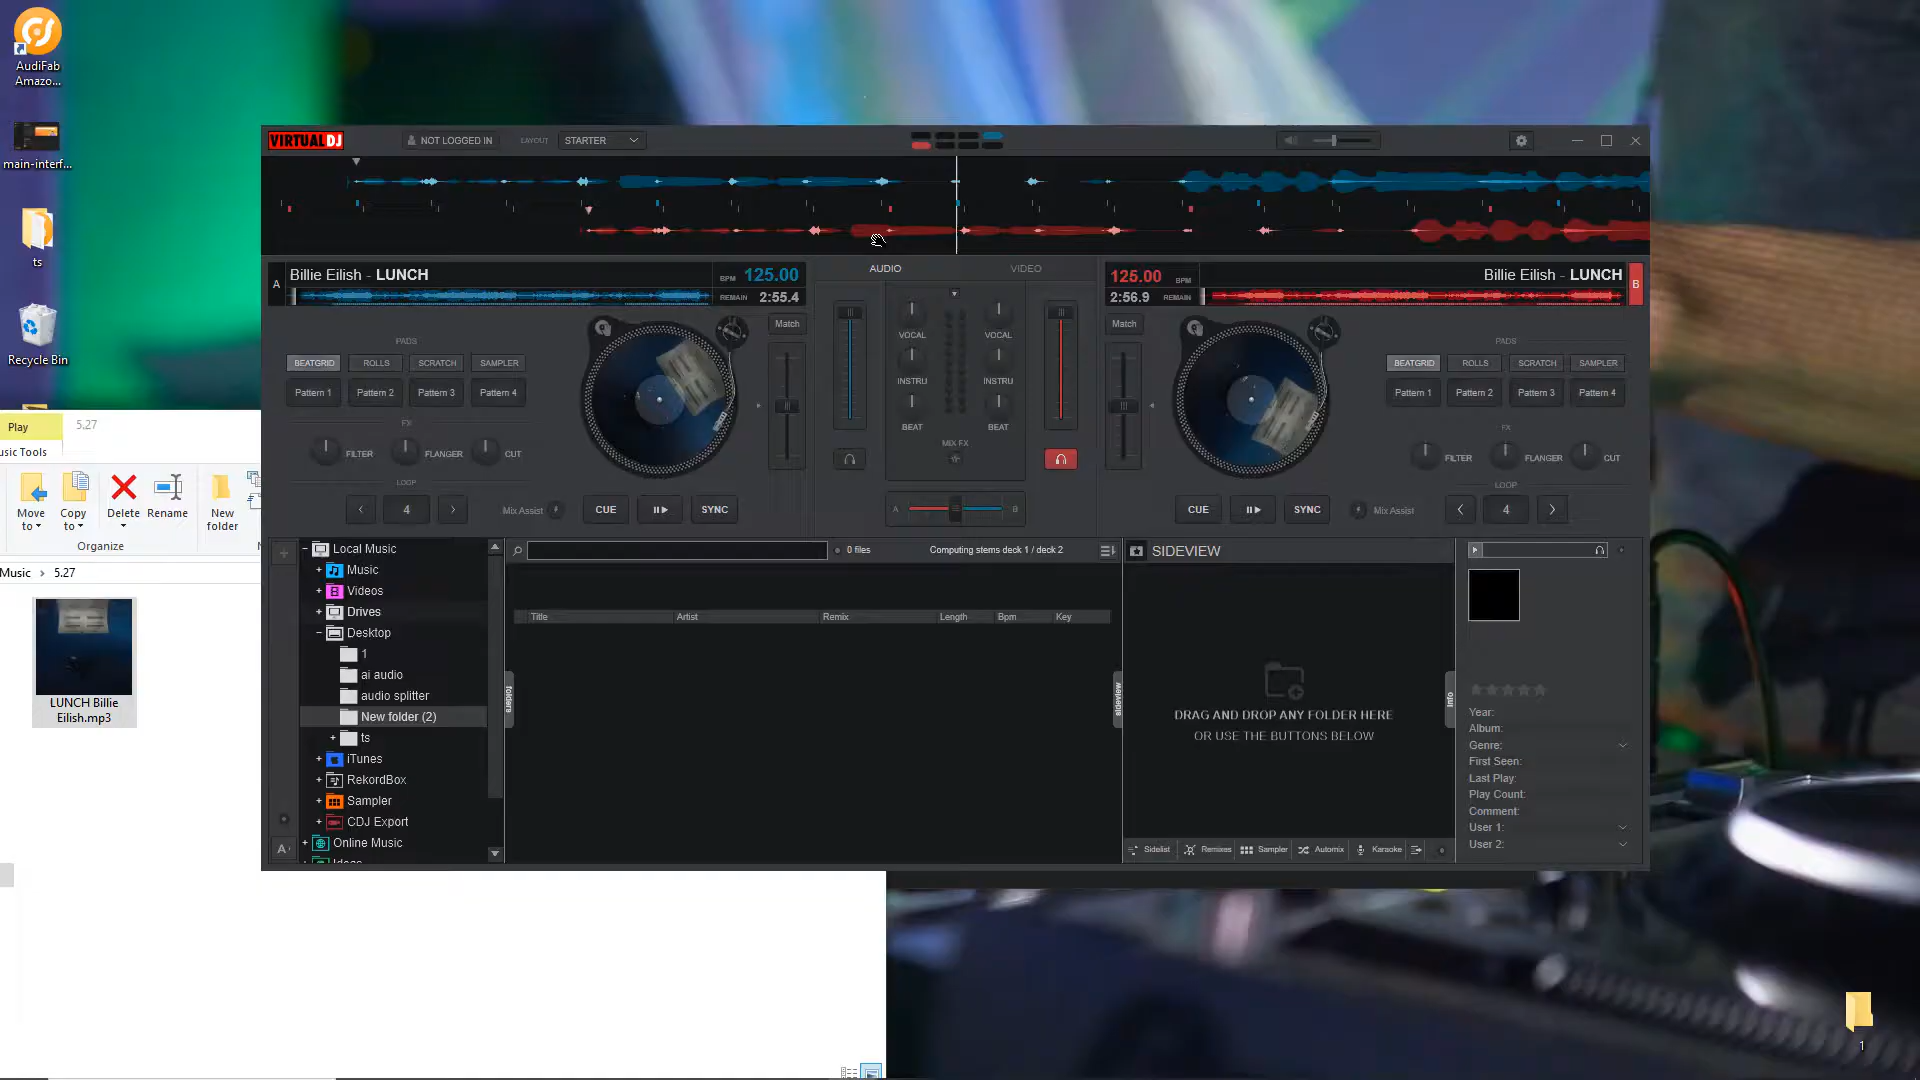 AudiFab
Amazo...
main-interf...
ts
Recycle Bin
Play
5.27
usic Tools
Move
to
Copy
to
Delete
Rename
New
folder
Organize
Music › 5.27
LUNCH Billie
Eilish.mp3
VIRTUALDJ
NOT LOGGED IN
LAYOUT
STARTER
A
Billie Eilish - LUNCH
BPM 125.00
REMAIN 2:55.4
AUDIO
VIDEO
125.00 BPM
2:56.9 REMAIN
Billie Eilish - LUNCH
B
PADS
BEATGRID
ROLLS
SCRATCH
SAMPLER
Pattern 1
Pattern 2
Pattern 3
Pattern 4
FX
FILTER
FLANGER
CUT
LOOP
4
Mix Assist
CUE
SYNC
Match
VOCAL
VOCAL
INSTRU
INSTRU
BEAT
BEAT
MIX FX
A
B
Match
PADS
BEATGRID
ROLLS
SCRATCH
SAMPLER
Pattern 1
Pattern 2
Pattern 3
Pattern 4
FX
FILTER
FLANGER
CUT
LOOP
CUE
SYNC
Mix Assist
4
Local Music
Music
Videos
Drives
Desktop
1
ai audio
audio splitter
New folder (2)
ts
iTunes
RekordBox
Sampler
CDJ Export
Online Music
Ideas
A
folders
0 files
Computing stems deck 1 / deck 2
Title
Artist
Remix
Length
Bpm
Key
sideview
SIDEVIEW
DRAG AND DROP ANY FOLDER HERE
OR USE THE BUTTONS BELOW
Sidelist
Remixes
Sampler
Automix
Karaoke
info
Year:
Album:
Genre:
First Seen:
Last Play:
Play Count:
Comment:
User 1:
User 2:
1